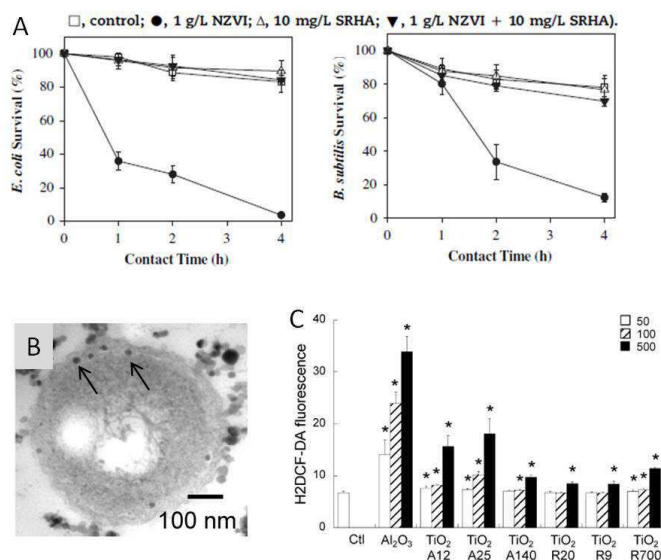 A
□, control; ●, 1 g/L NZVI; △, 10 mg/L SRHA; ▼, 1 g/L NZVI + 10 mg/L SRHA).
E. coli Survival (%)
100
80
60
40
20
0
0 1 2 3 4
Contact Time (h)
B. subtilis Survival (%)
100
80
60
40
20
0
0 1 2 3 4
Contact Time (h)
B
100 nm
C
H2DCF-DA fluorescence
40
30
20
10
0
50
100
500
* * *
* * *
* * *
*
*
*
* * *
Ctl Al₂O₃ TiO₂ TiO₂ TiO₂ TiO₂ TiO₂ TiO₂
A12 A25 A140 R20 R9 R700